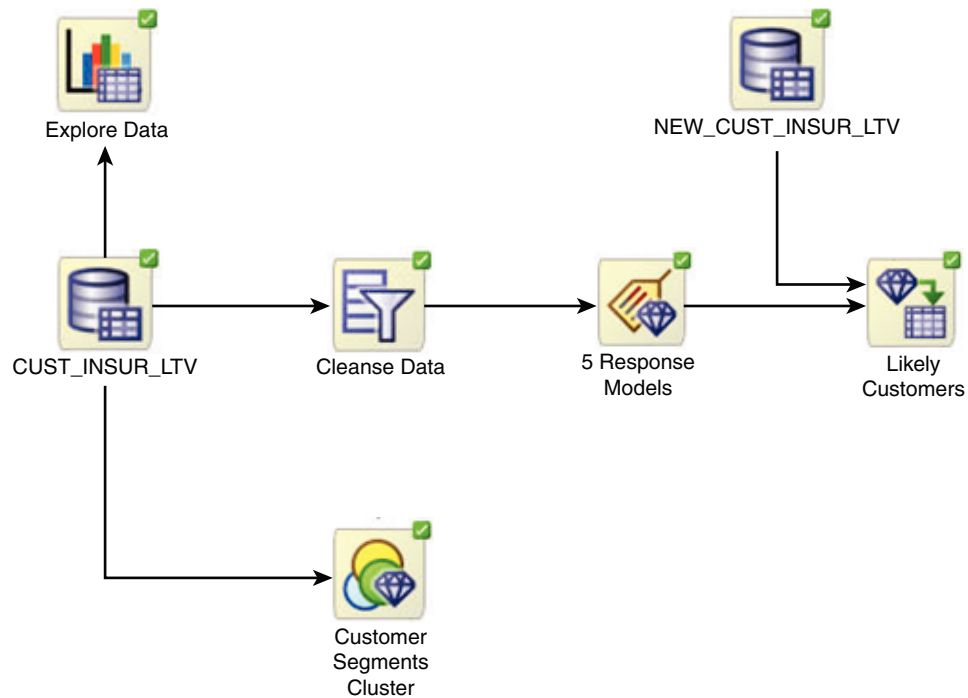 Explore Data
NEW_CUST_INSUR_LTV
CUST_INSUR_LTV
Cleanse Data
5 Response
Models
Likely
Customers
Customer
Segments
Cluster